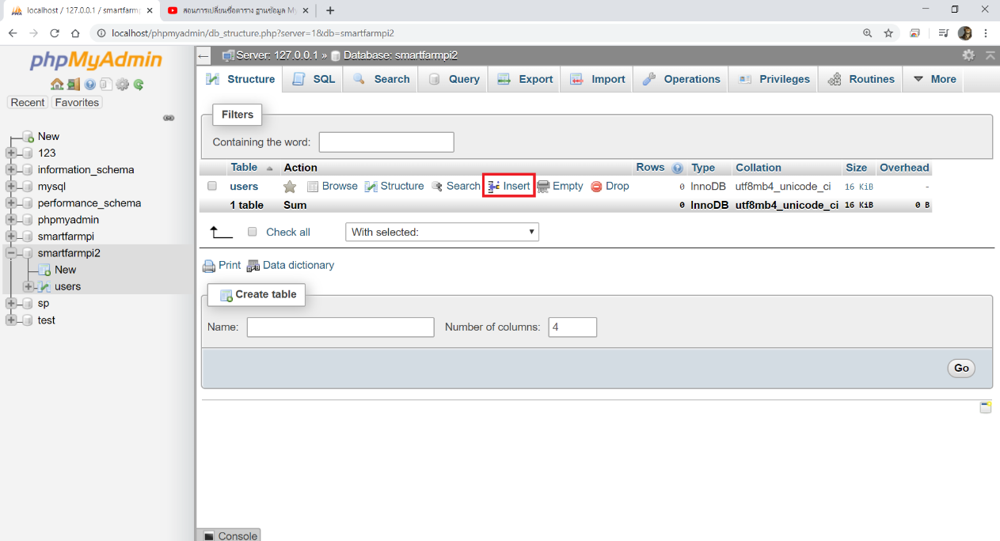 localhost / 127.0.0.1 / smartfarmp
สอนการเปลี่ยนชื่อตาราง ฐานข้อมูล My
localhost/phpmyadmin/db_structure.php?server=1&db=smartfarmpi2
phpMyAdmin
Recent Favorites
New
123
information_schema
mysql
performance_schema
phpmyadmin
smartfarmpi
smartfarmpi2
New
users
sp
test
Server: 127.0.0.1 » Database: smartfarmpi2
Structure SQL Search Query Export Import Operations Privileges Routines More
Filters
Containing the word:
Table Action Rows Type Collation Size Overhead
users Browse Structure Search Insert Empty Drop 0 InnoDB utf8mb4_unicode_ci 16 KiB -
1 table Sum 0 InnoDB utf8mb4_unicode_ci 16 KiB 0 B
Check all With selected:
Print Data dictionary
Create table
Name: Number of columns: 4
Go
Console